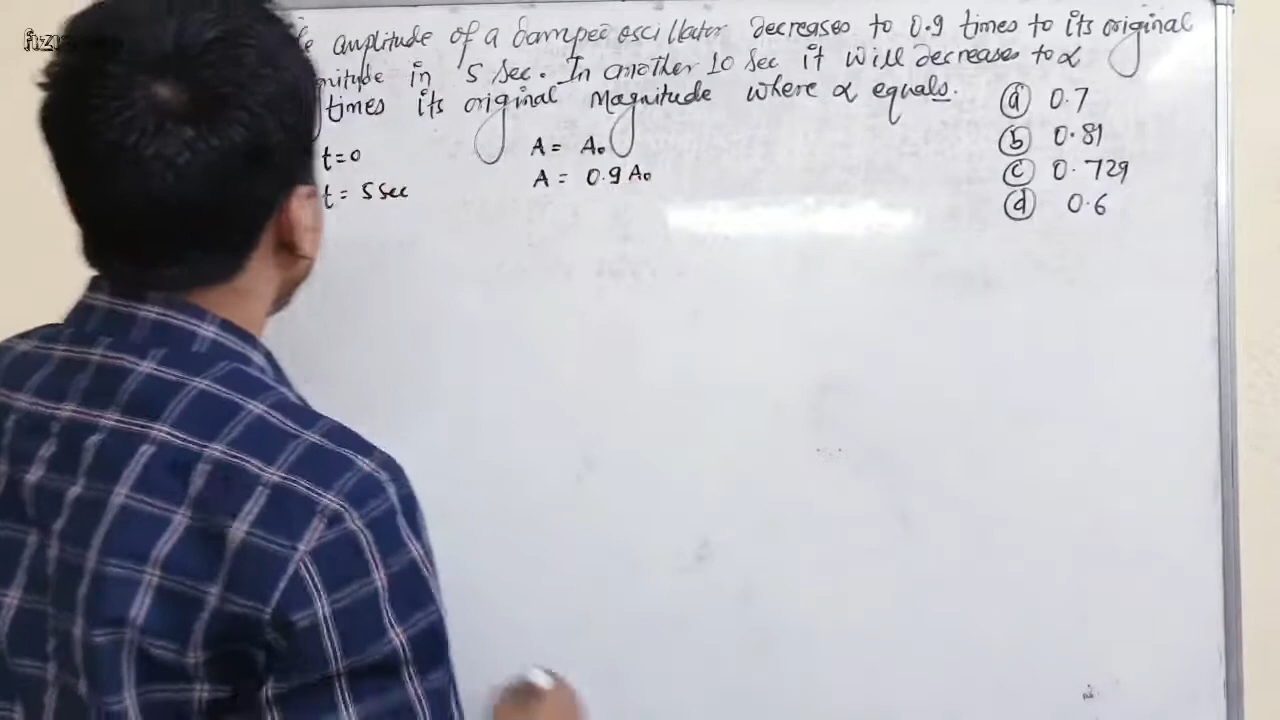 amplitude of a damped oscillator decreases to 0.9 times to its original
in 5 sec. In another 10 sec it will decreases to α
times its original Magnitude where α equals.
(a) 0.7
(b) 0.81
(c) 0.729
(d) 0.6
t=0 A = A₀
t = 5 sec A = 0.9 A₀